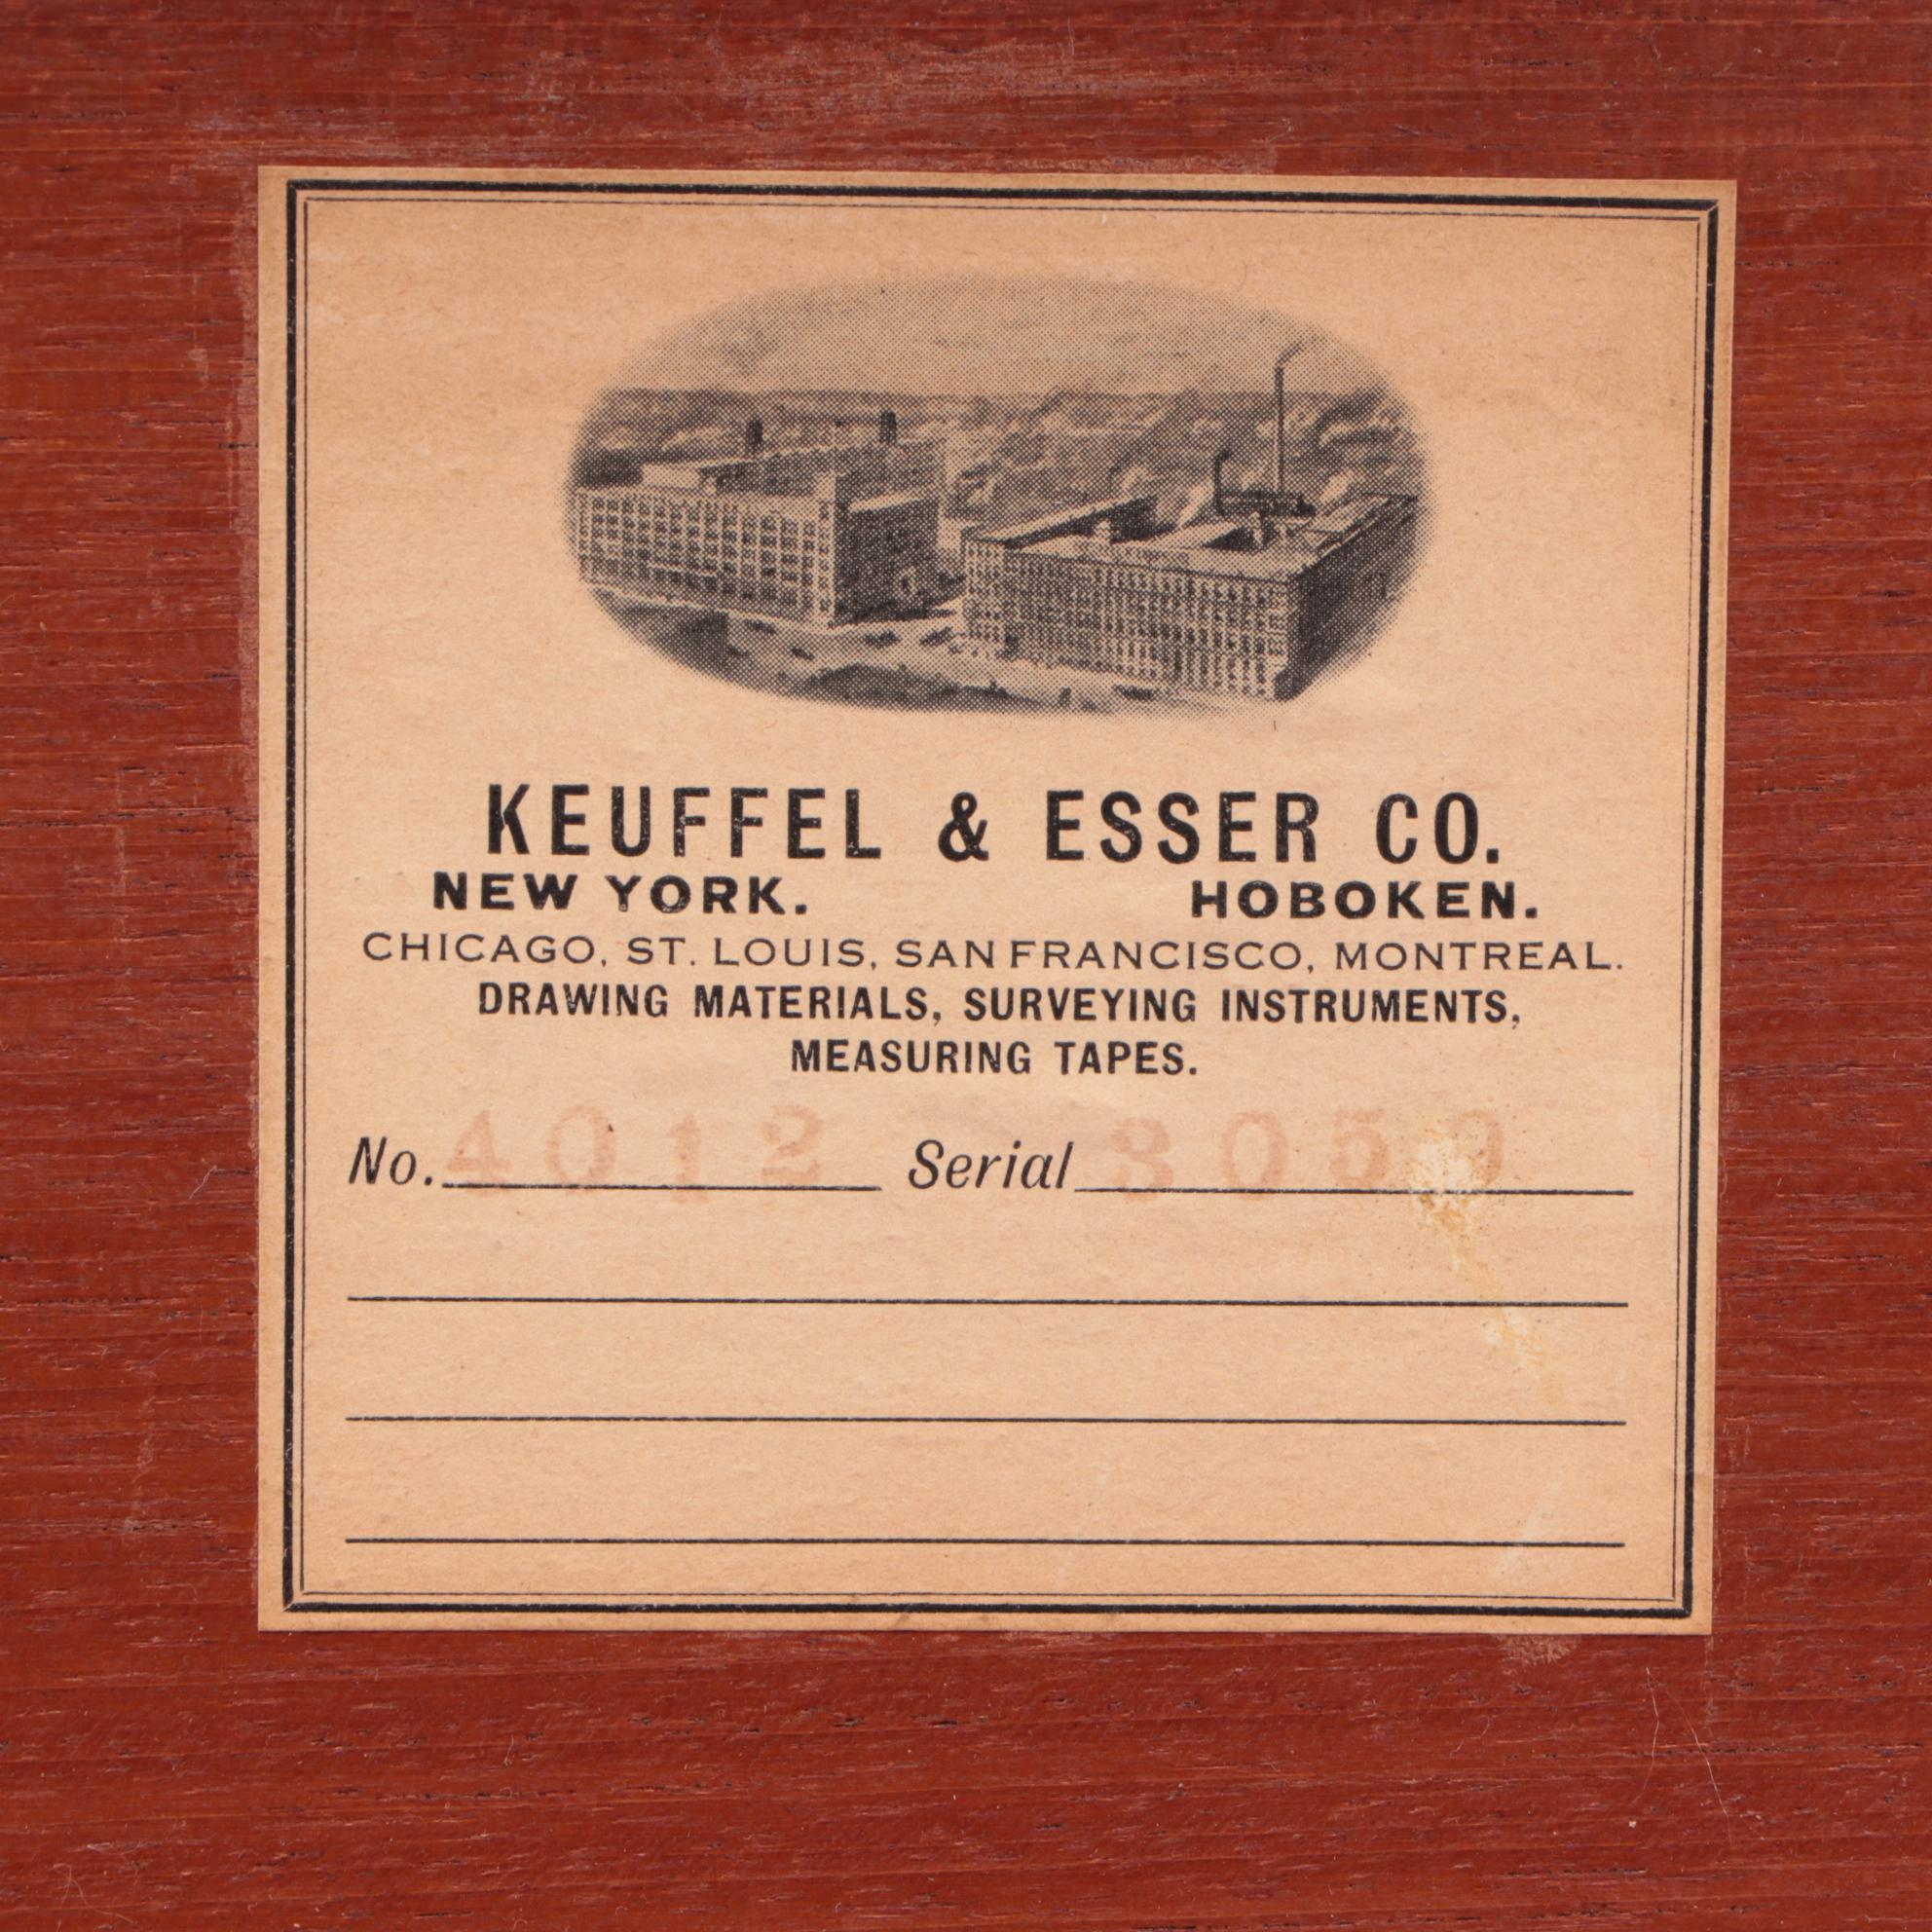 KEUFFEL & ESSER CO.
NEW YORK. HOBOKEN.
CHICAGO, ST. LOUIS, SAN FRANCISCO, MONTREAL.
DRAWING MATERIALS, SURVEYING INSTRUMENTS,
MEASURING TAPES.
No. 4012 Serial 3059